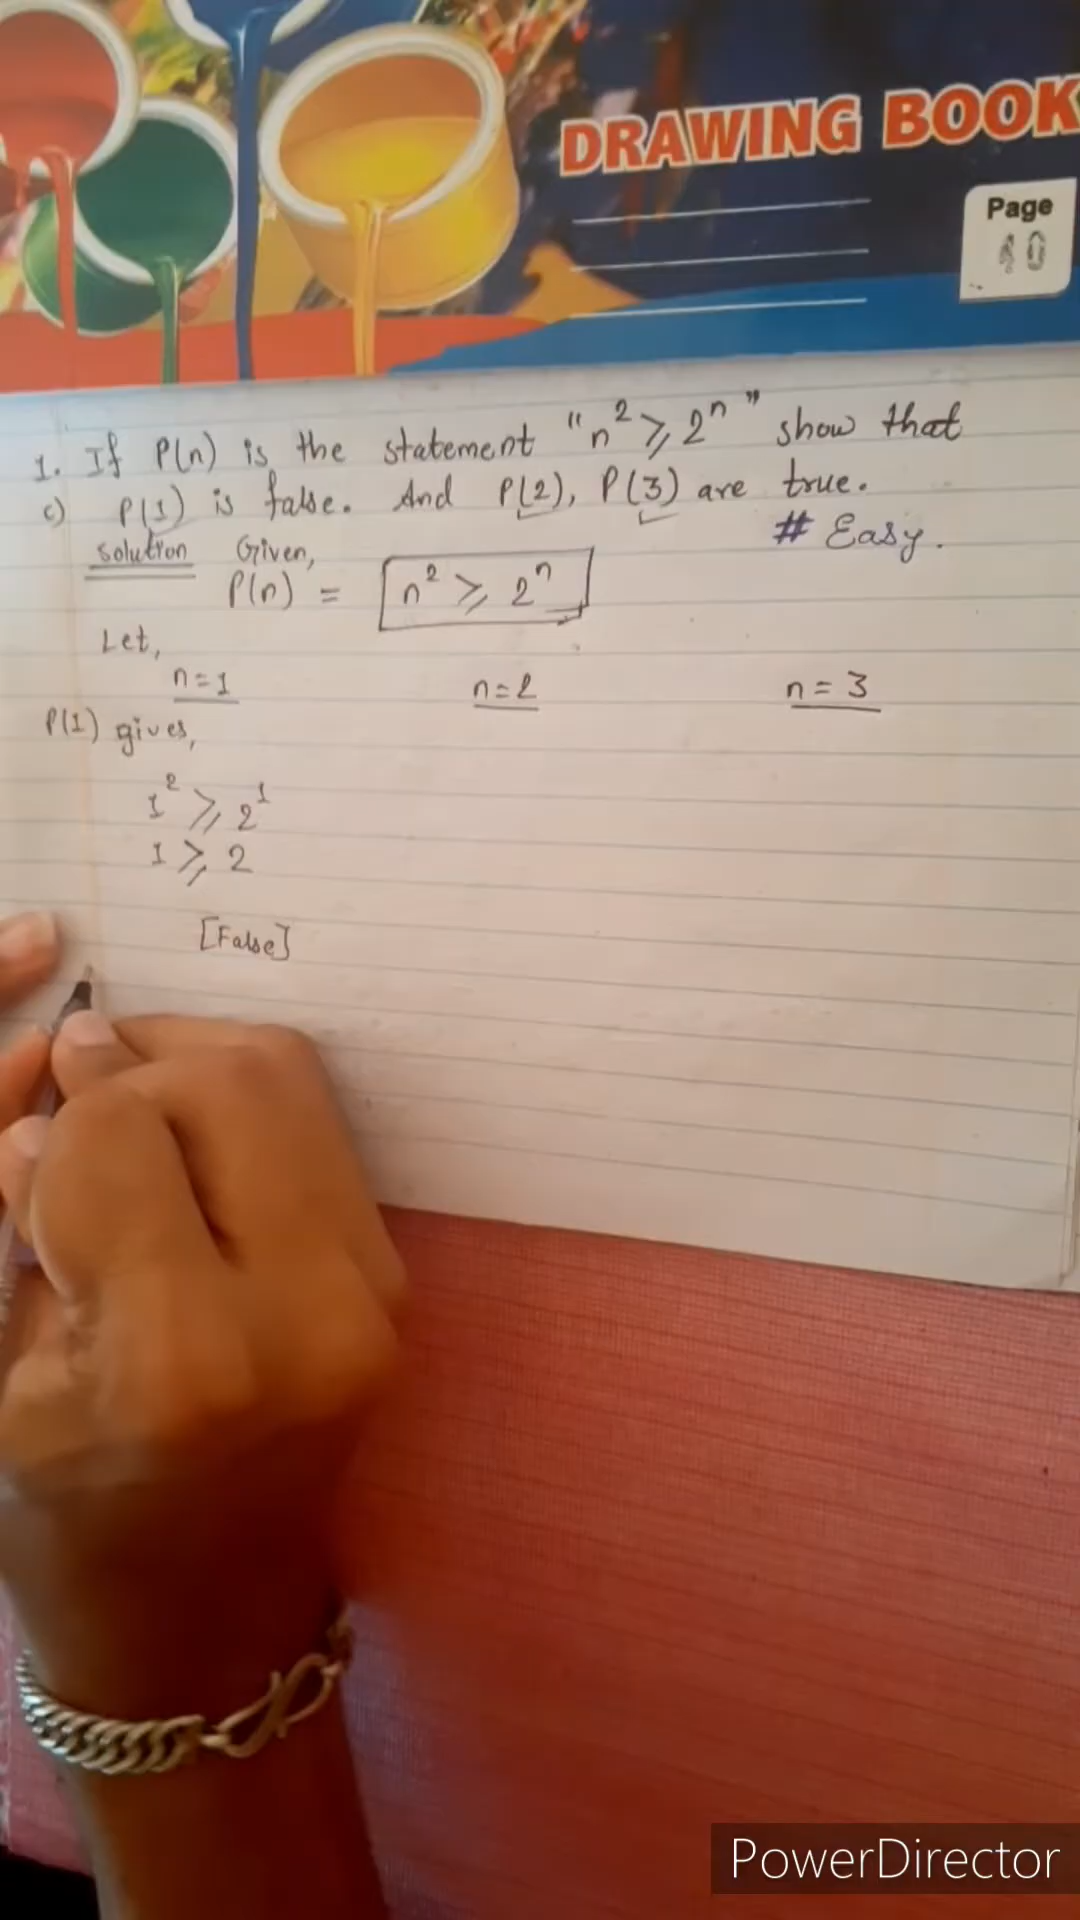 DRAWING BOOK
Page
10
1. If P(n) is the statement "n² ≥ 2ⁿ" show that
c) P(1) is false. And P(2), P(3) are true.
# Easy.
Solution Given,
P(n) = n² ≥ 2ⁿ
Let,
n=1 n=2 n = 3
P(1) gives,
1² ≥ 2¹
1 ≥ 2
[False]
PowerDirector